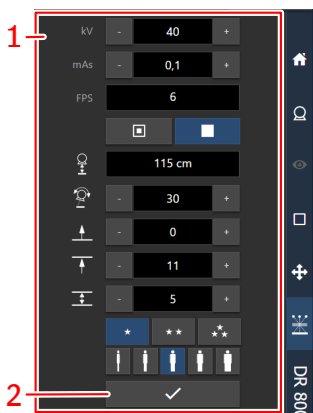 1
kV - 40 +
mAs - 0,1 +
FPS 6
115 cm
- 30 +
- 0 +
- 11 +
- 5 +
2
DR 80